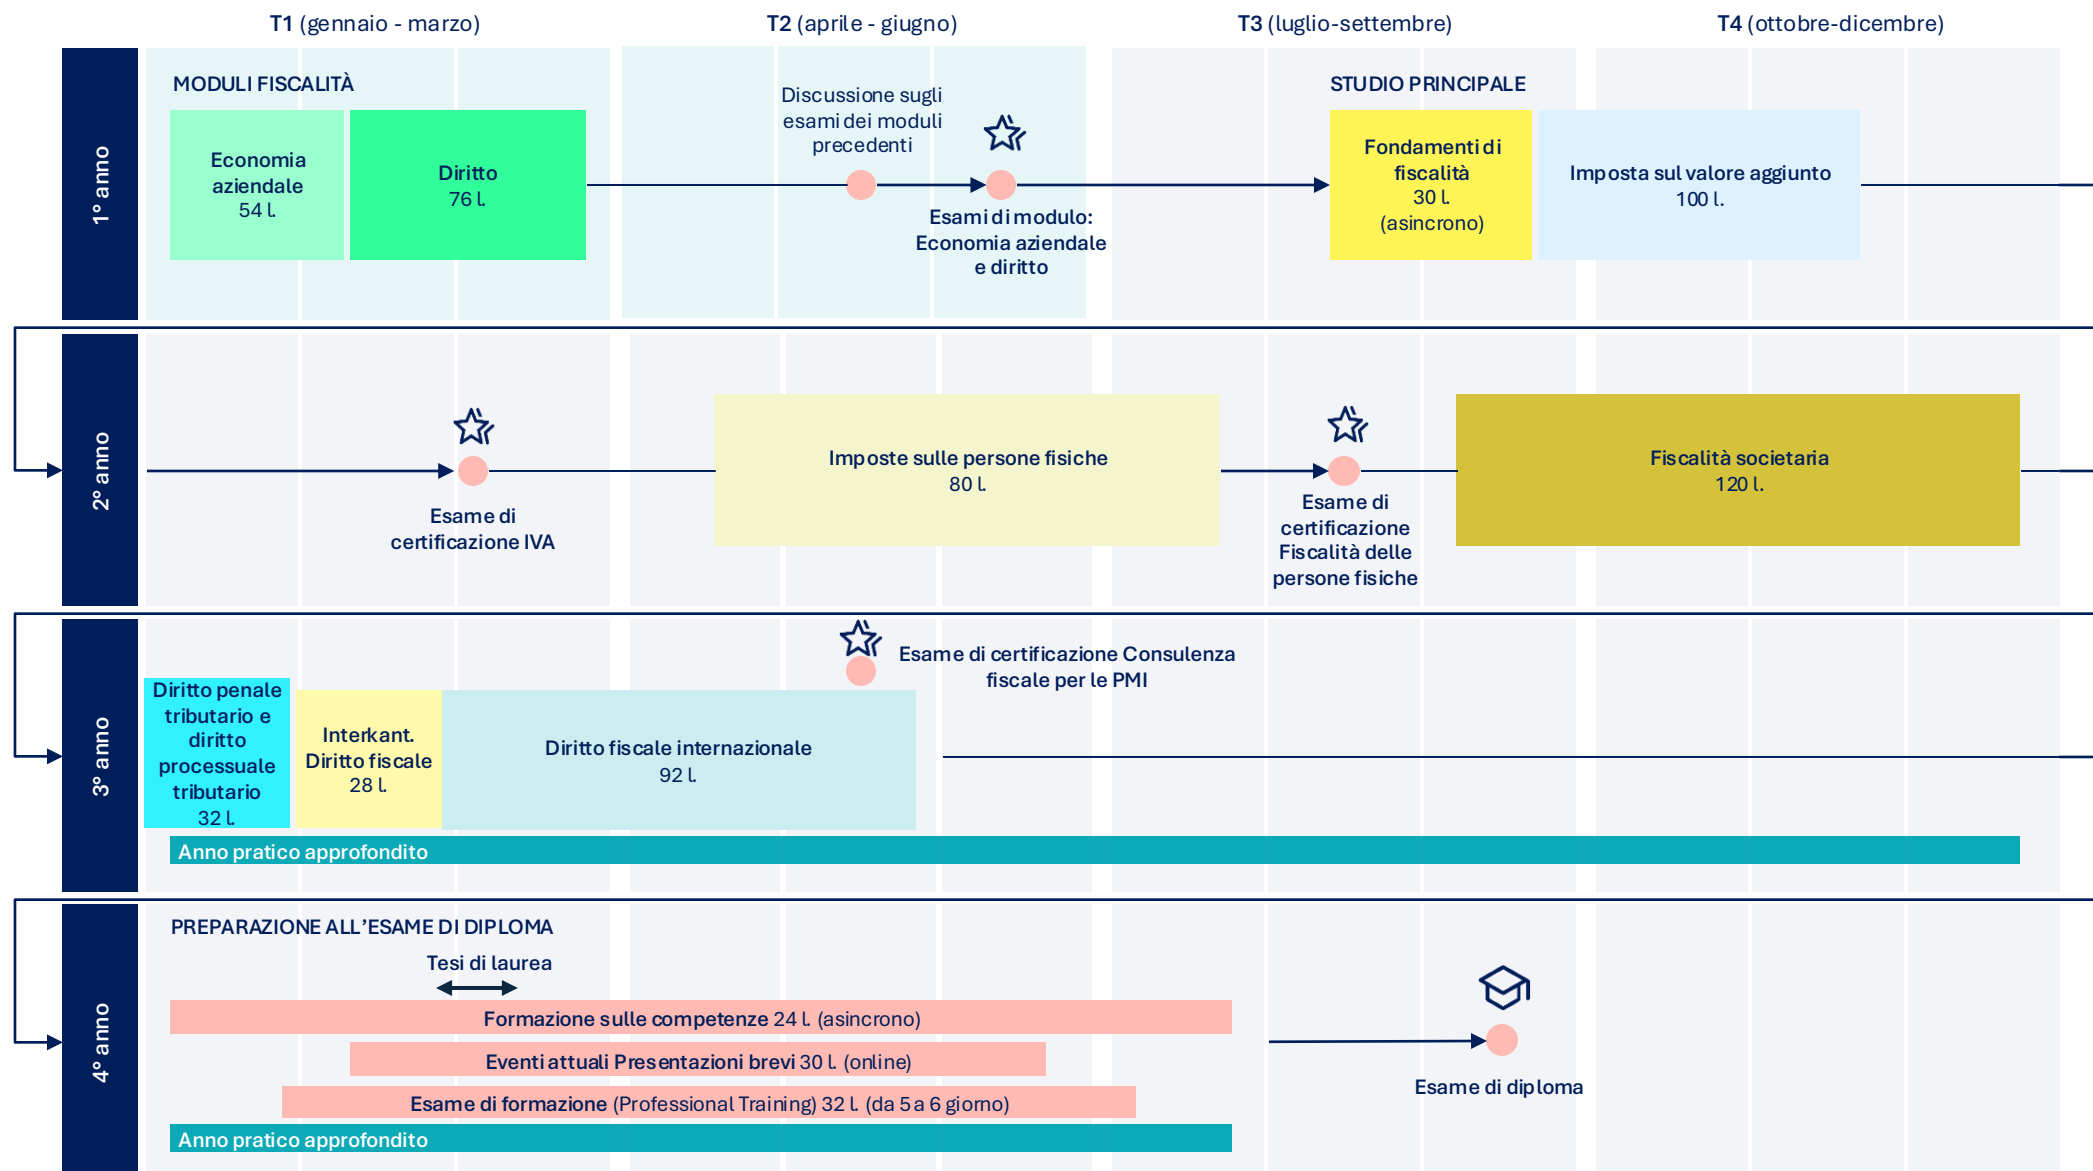 T1 (gennaio - marzo)
T2 (aprile - giugno)
T3 (luglio-settembre)
T4 (ottobre-dicembre)
1° anno
MODULI FISCALITÀ
Economia
aziendale
54 l.
Diritto
76 l.
Discussione sugli
esami dei moduli
precedenti
Esami di modulo:
Economia aziendale
e diritto
STUDIO PRINCIPALE
Fondamenti di
fiscalità
30 l.
(asincrono)
Imposta sul valore aggiunto
100 l.
2° anno
Esame di
certificazione IVA
Imposte sulle persone fisiche
80 l.
Esame di
certificazione
Fiscalità delle
persone fisiche
Fiscalità societaria
120 l.
3° anno
Diritto penale
tributario e
diritto
processuale
tributario
32 l.
Interkant.
Diritto fiscale
28 l.
Diritto fiscale internazionale
92 l.
Esame di certificazione Consulenza
fiscale per le PMI
Anno pratico approfondito
4° anno
PREPARAZIONE ALL’ESAME DI DIPLOMA
Tesi di laurea
Formazione sulle competenze 24 l. (asincrono)
Eventi attuali Presentazioni brevi 30 l. (online)
Esame di formazione (Professional Training) 32 l. (da 5 a 6 giorno)
Anno pratico approfondito
Esame di diploma